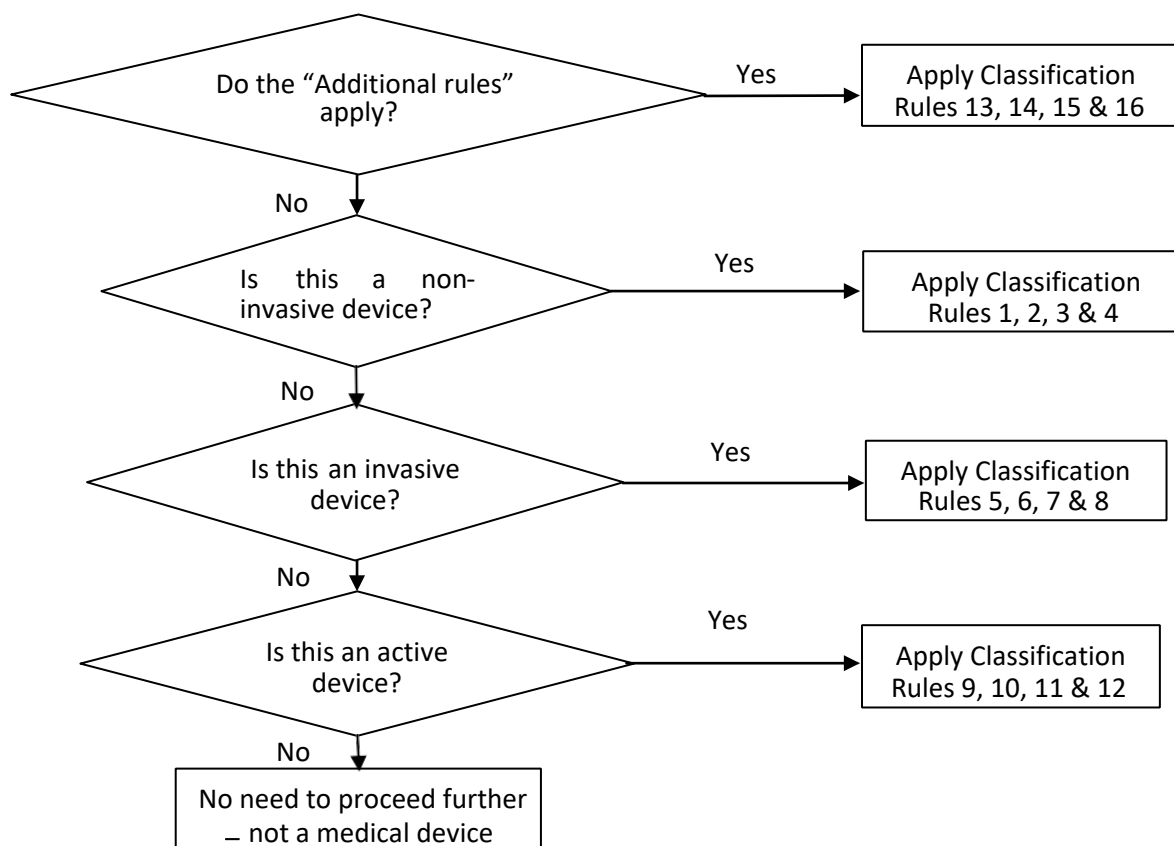 Do the “Additional rules”
apply?
Yes
Apply Classification
Rules 13, 14, 15 & 16
No
Is this a non-
invasive device?
Yes
Apply Classification
Rules 1, 2, 3 & 4
No
Is this an invasive
device?
Yes
Apply Classification
Rules 5, 6, 7 & 8
No
Is this an active
device?
Yes
Apply Classification
Rules 9, 10, 11 & 12
No
No need to proceed further
– not a medical device